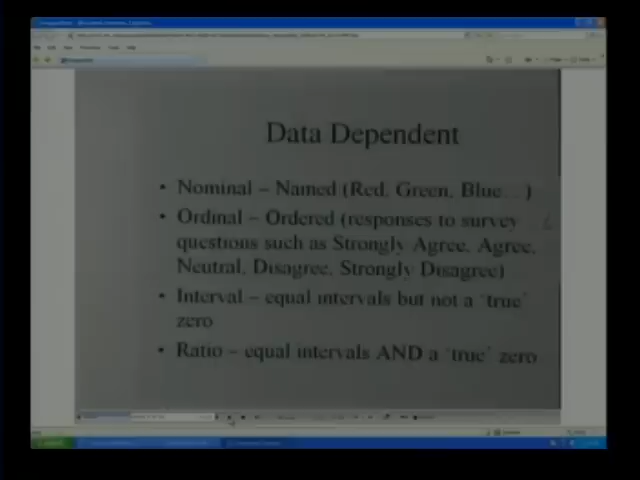 Data Dependent
• Nominal – Named (Red, Green, Blue…)
• Ordinal – Ordered (responses to survey
questions such as Strongly Agree, Agree,
Neutral, Disagree, Strongly Disagree)
• Interval – equal intervals but not a 'true'
zero
• Ratio – equal intervals AND a 'true' zero